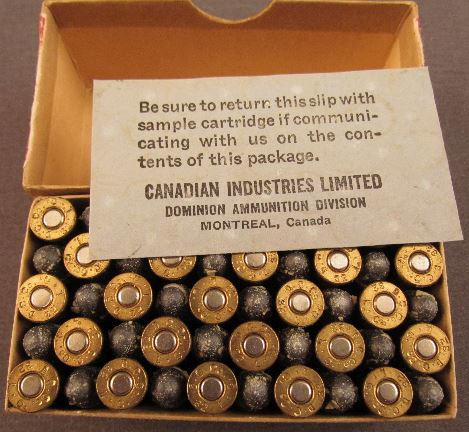 Be sure to return this slip with
sample cartridge if communi-
cating with us on the con-
tents of this package.
CANADIAN INDUSTRIES LIMITED
DOMINION AMMUNITION DIVISION
MONTREAL, Canada